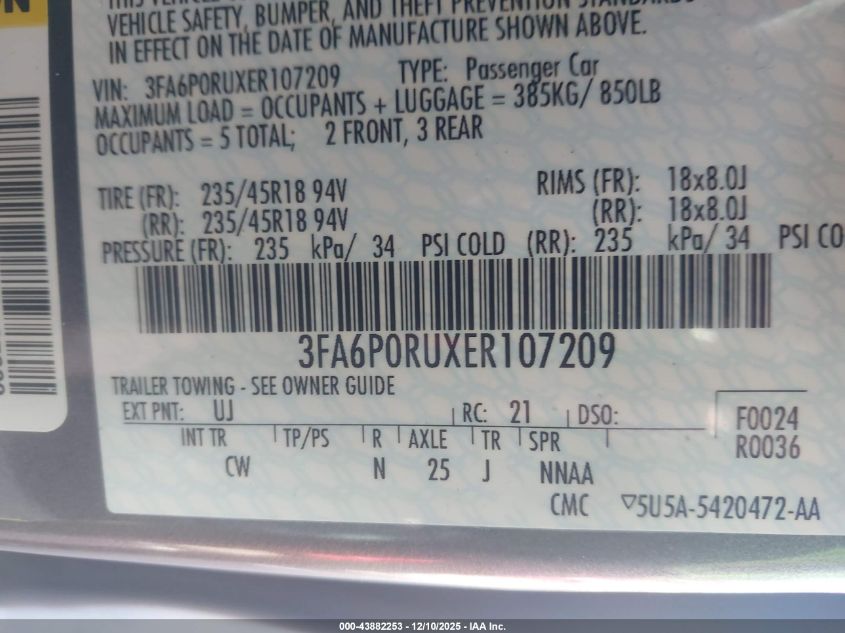 VEHICLE SAFETY, BUMPER, AND THEFT PREVENTION STANDARDS
IN EFFECT ON THE DATE OF MANUFACTURE SHOWN ABOVE.
VIN: 3FA6P0RUXER107209 TYPE: Passenger Car
MAXIMUM LOAD = OCCUPANTS + LUGGAGE = 385KG/ 850LB
OCCUPANTS = 5 TOTAL; 2 FRONT, 3 REAR
TIRE (FR): 235/45R18 94V RIMS (FR): 18x8.0J
(RR): 235/45R18 94V (RR): 18x8.0J
PRESSURE (FR): 235 kPa/ 34 PSI COLD (RR): 235 kPa/ 34 PSI CO
3FA6P0RUXER107209
TRAILER TOWING - SEE OWNER GUIDE
EXT PNT: UJ RC: 21 DSO: F0024
INT TR TP/PS R AXLE TR SPR R0036
CW N 25 J NNAA
CMC ▽5U5A-5420472-AA
000-43882253 - 12/10/2025 - IAA Inc.